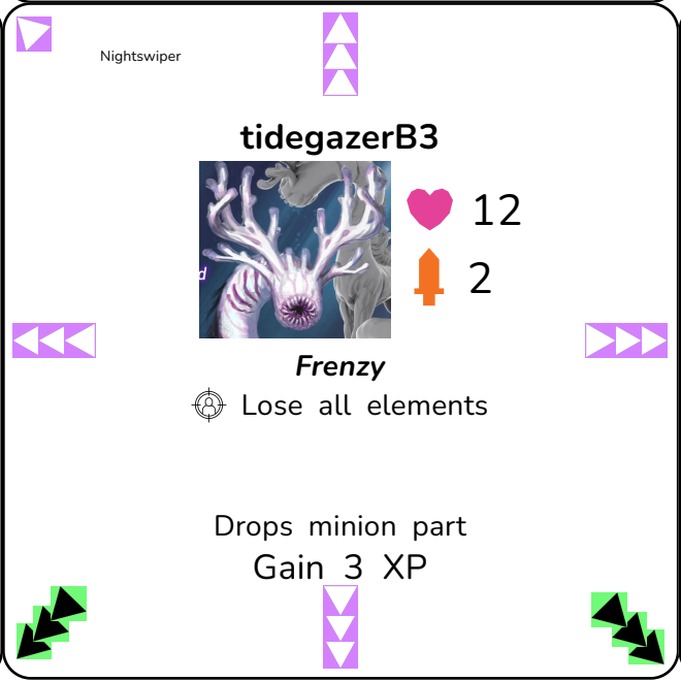 Nightswiper
tidegazerB3
12
d
2
Frenzy
Lose all elements
Drops minion part
Gain 3 XP